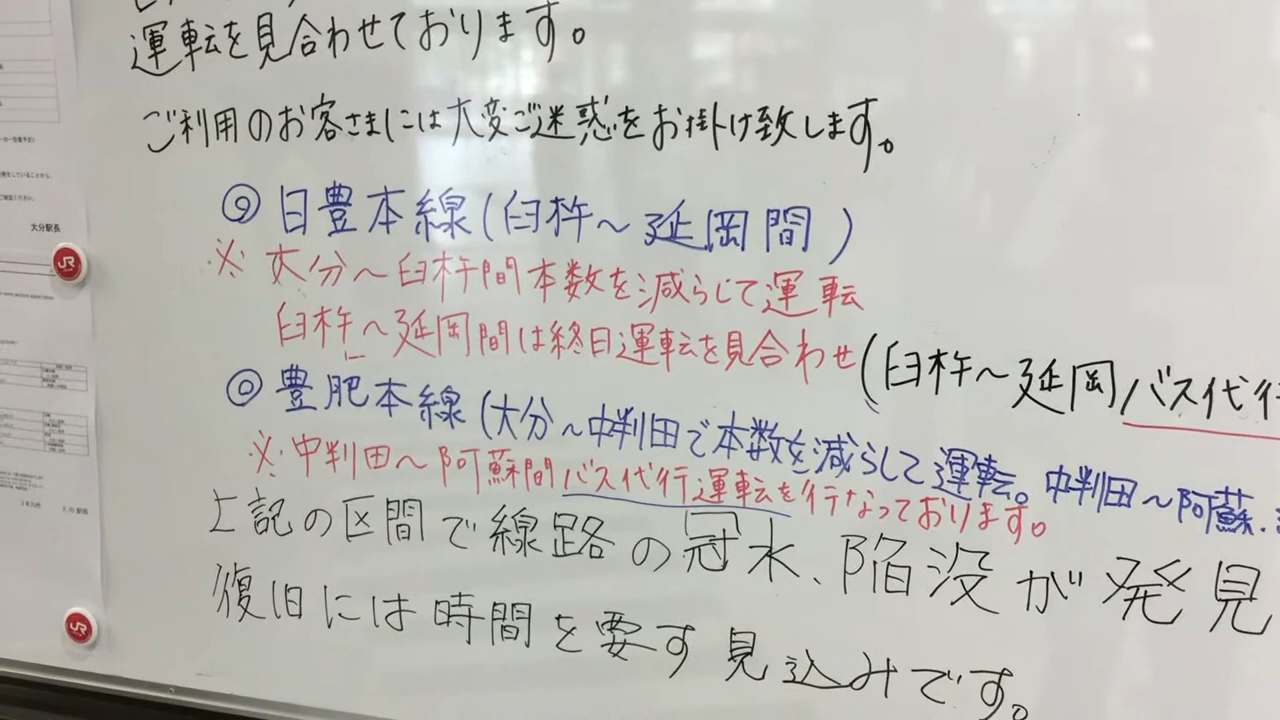 運転を見合わせております。
ご利用のお客さまには大変ご迷惑をお掛け致します。
◎日豊本線(臼杵～延岡間)
※大分～臼杵間本数を減らして運転
臼杵～延岡間は終日運転を見合わせ(臼杵～延岡バス代行
◎豊肥本線(大分～中判田で本数を減らして運転。中判田～阿蘇.
※中判田～阿蘇間バス代行運転を行なっております。
上記の区間で線路の冠水、陥没が発見
復旧には時間を要す見込みです。
大分駅長
JR
JR